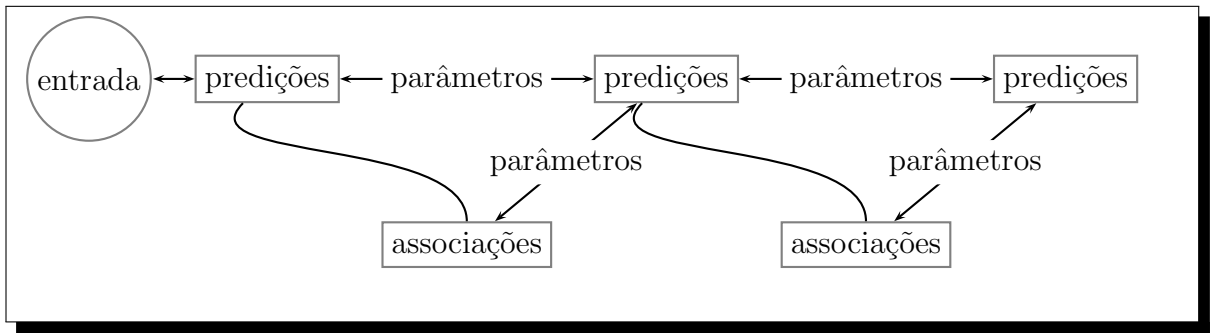 entrada
predições
parâmetros
predições
parâmetros
predições
parâmetros
parâmetros
associações
associações